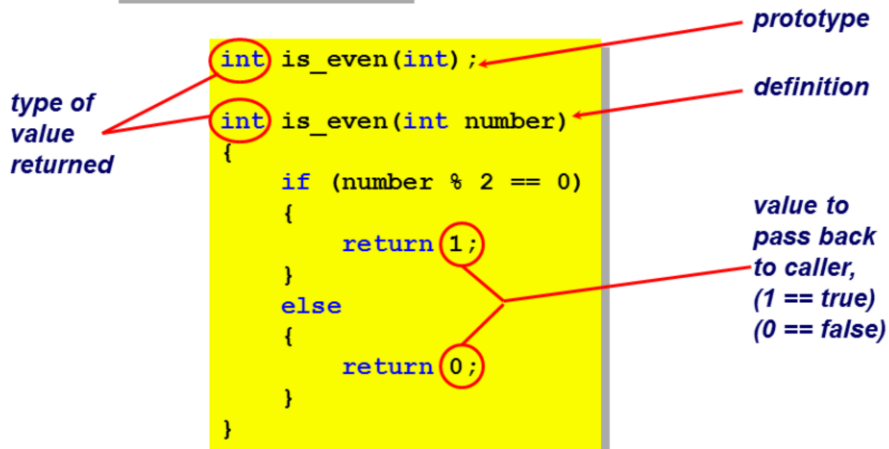 prototype
int is_even(int);
definition
type of
value
returned
int is_even(int number)
{
if (number % 2 == 0)
{
return 1;
}
else
{
return 0;
}
}
value to
pass back
to caller,
(1 == true)
(0 == false)